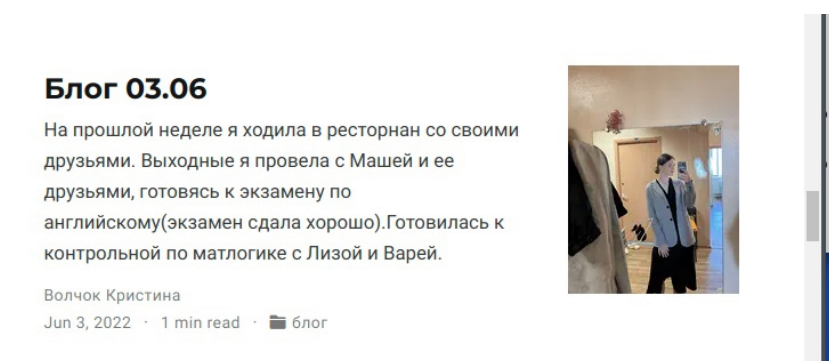 Блог 03.06
На прошлой неделе я ходила в ресторнан со своими
друзьями. Выходные я провела с Машей и ее
друзьями, готовясь к экзамену по
английскому(экзамен сдала хорошо).Готовилась к
контрольной по матлогике с Лизой и Варей.
Волчок Кристина
Jun 3, 2022 · 1 min read · блог